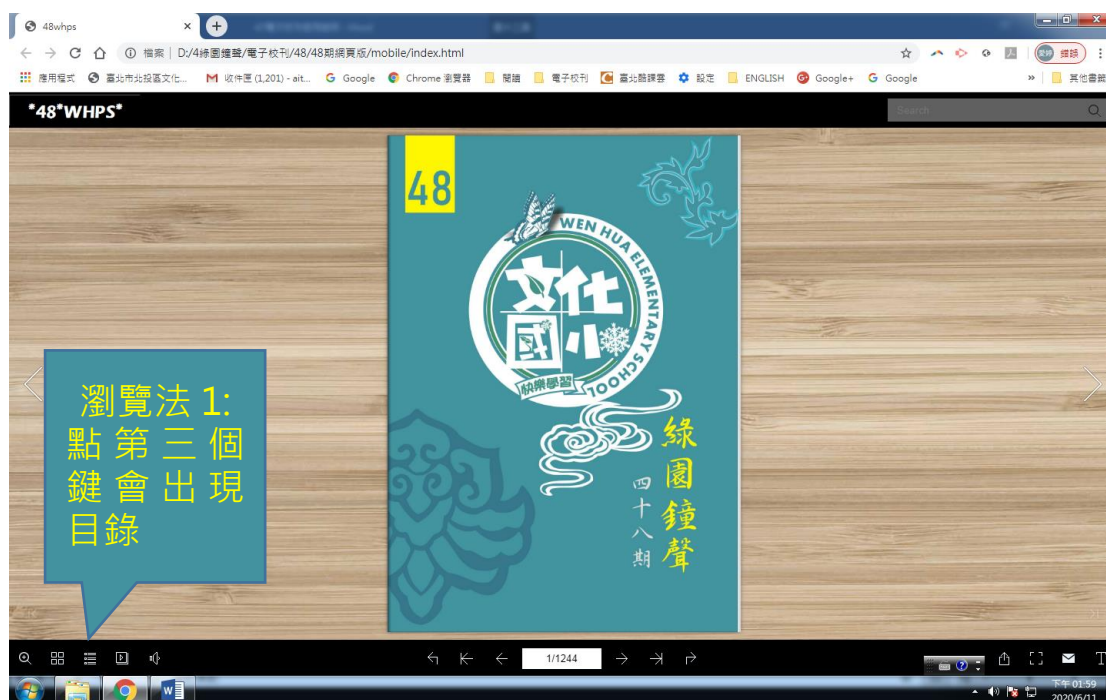 48whps
檔案 | D:/4綠園鐘聲/電子校刊/48/48期網頁版/mobile/index.html
錯誤
應用程式 臺北市北投區文化... 收件匣 (1,201) - ait... Google Chrome 瀏覽器 閱讀 電子校刊 臺北酷課雲 設定 ENGLISH Google+ Google » 其他書籤
*48*WHPS*
Search
48
WEN HUA ELEMENTARY SCHOOL
文化
國小
快樂學習
綠園鐘聲
四十八期
瀏覽法 1:
點第三個
鍵會出現
目錄
1/1244
下午 01:59
2020/6/11